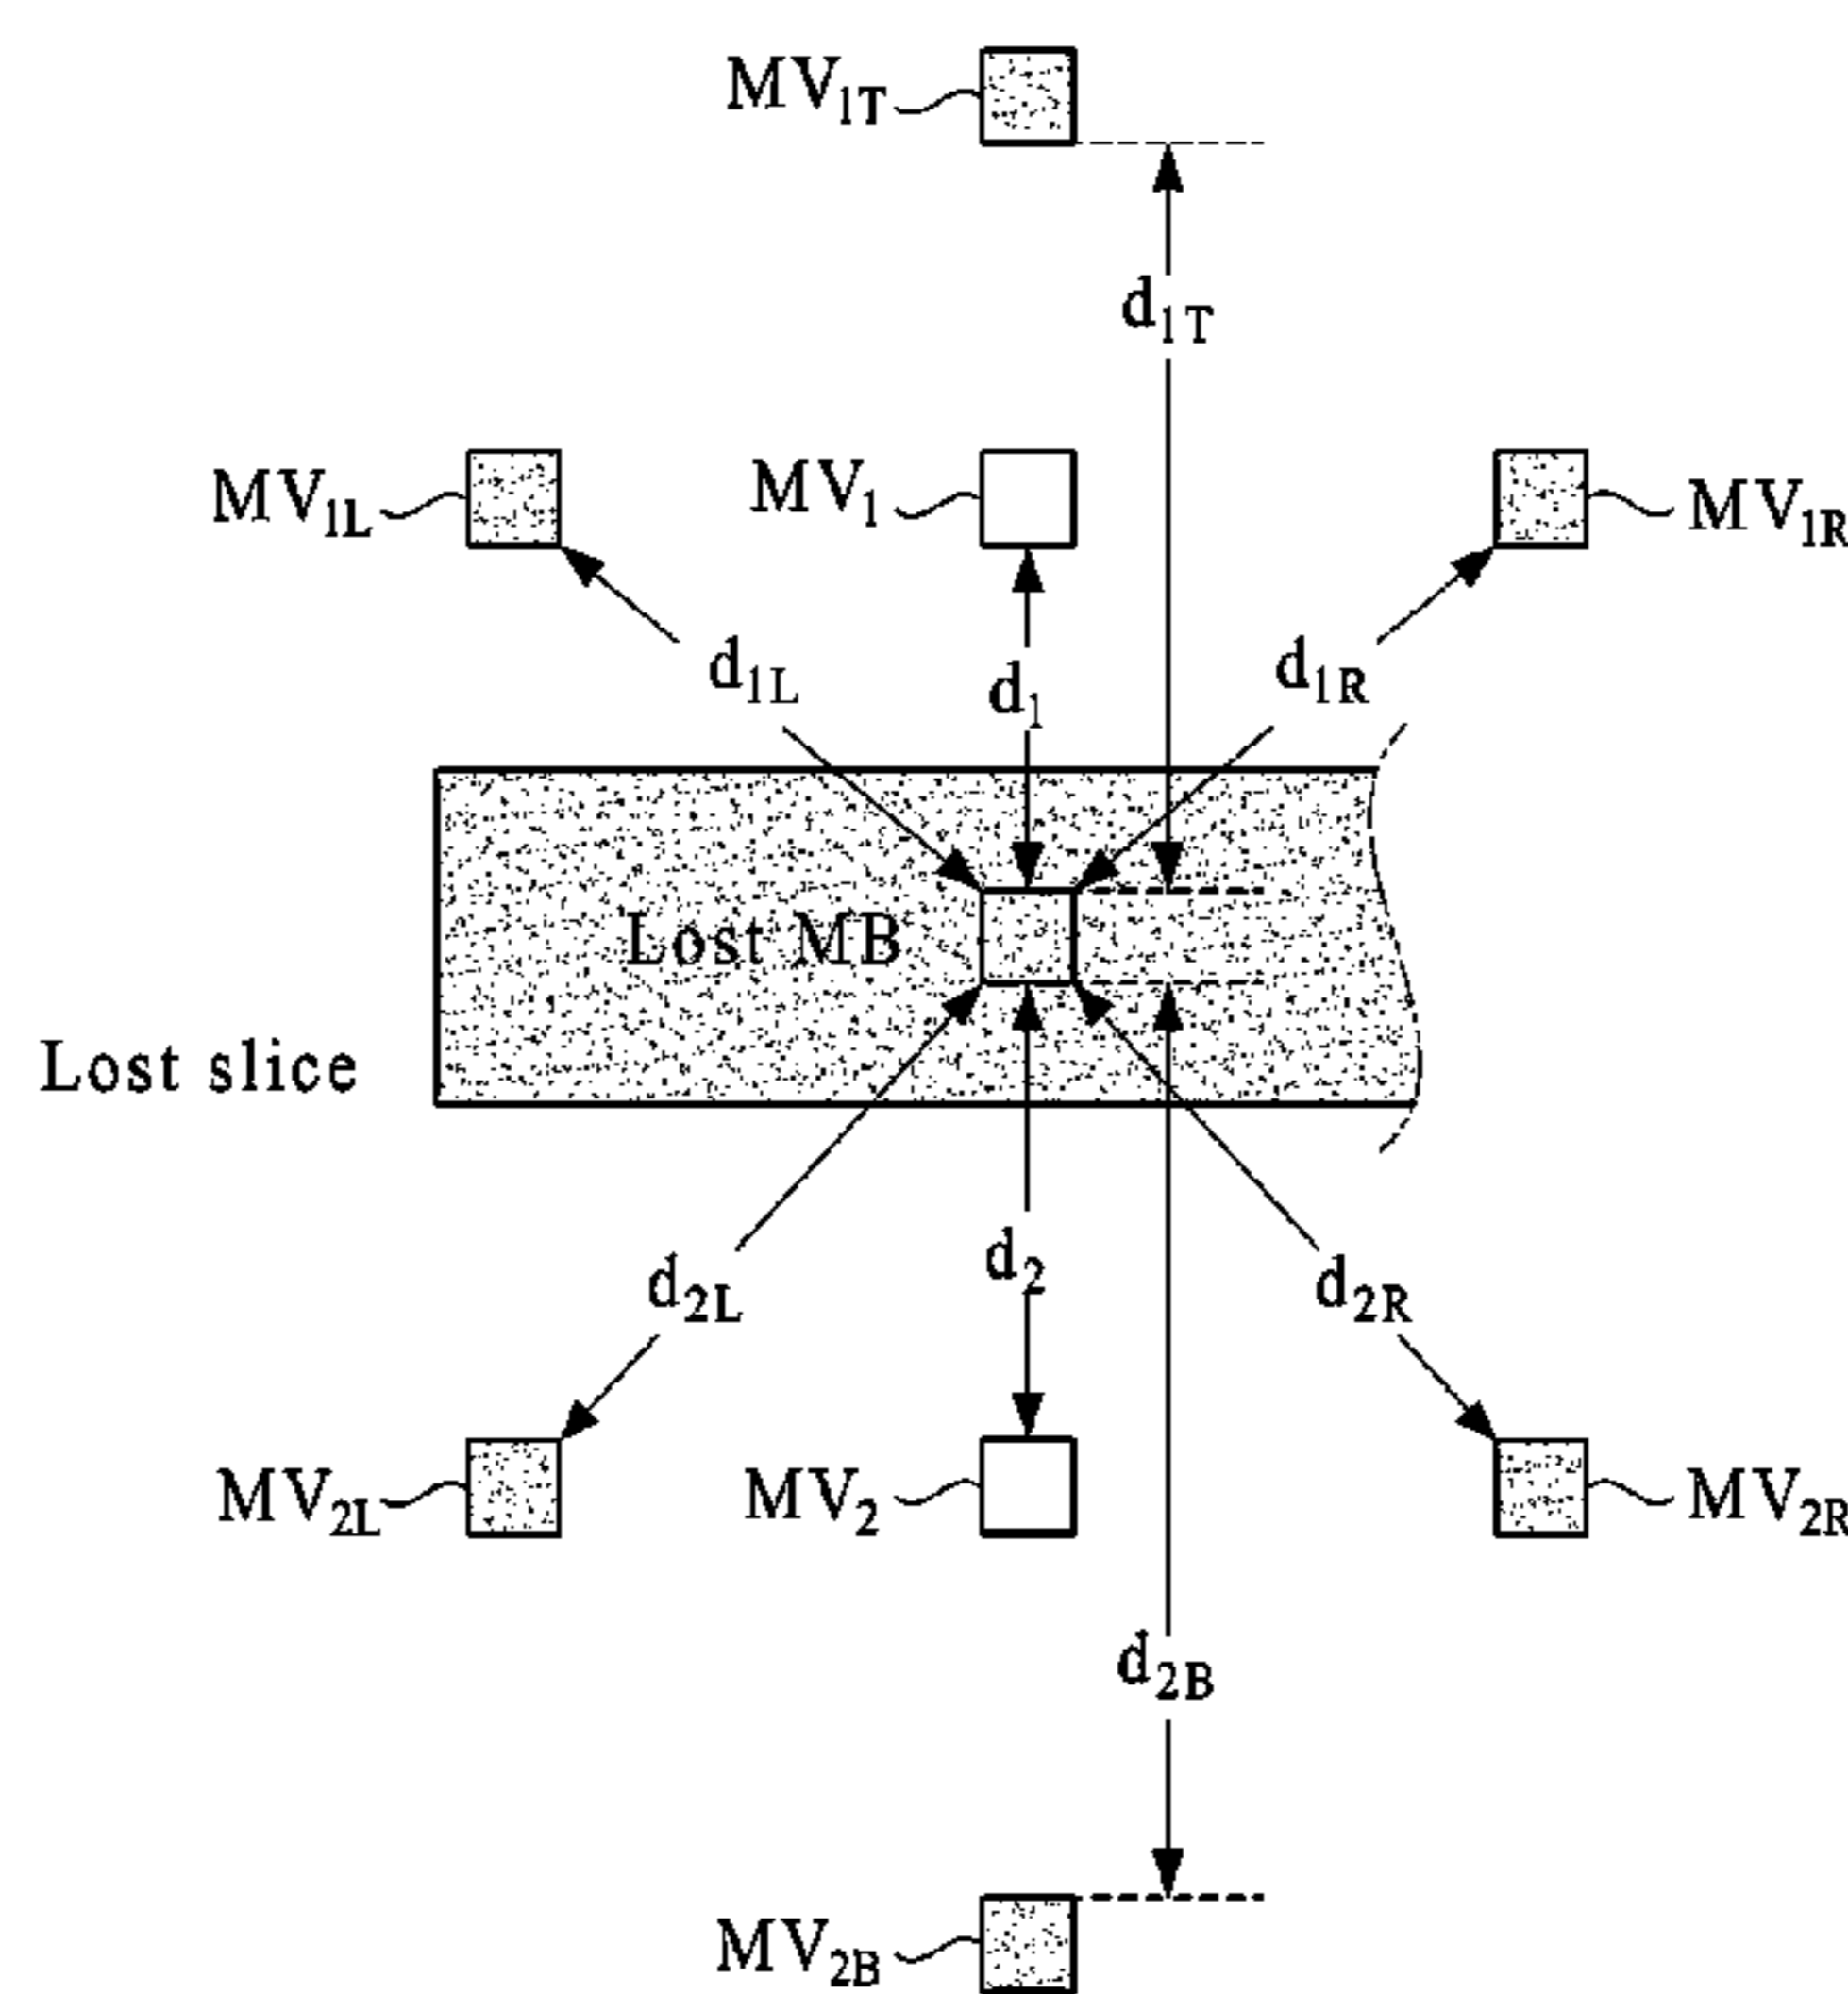 MV1T
d1T
MV1L
MV1
MV1R
d1L
d1
d1R
Lost MB
Lost slice
d2L
d2
d2R
MV2L
MV2
MV2R
d2B
MV2B